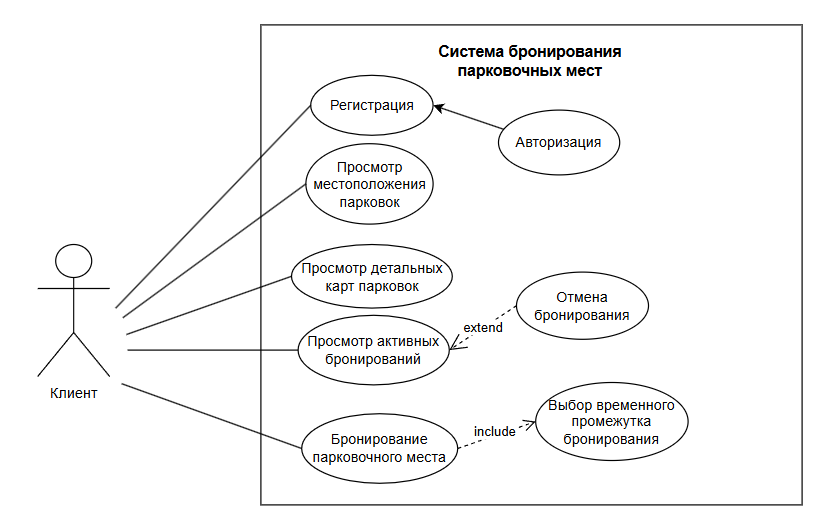 Система бронирования
парковочных мест
Регистрация
Авторизация
Просмотр
местоположения
парковок
Просмотр детальных
карт парковок
Отмена
бронирования
extend
Просмотр активных
бронирований
Клиент
Выбор временного
промежутка
бронирования
include
Бронирование
парковочного места